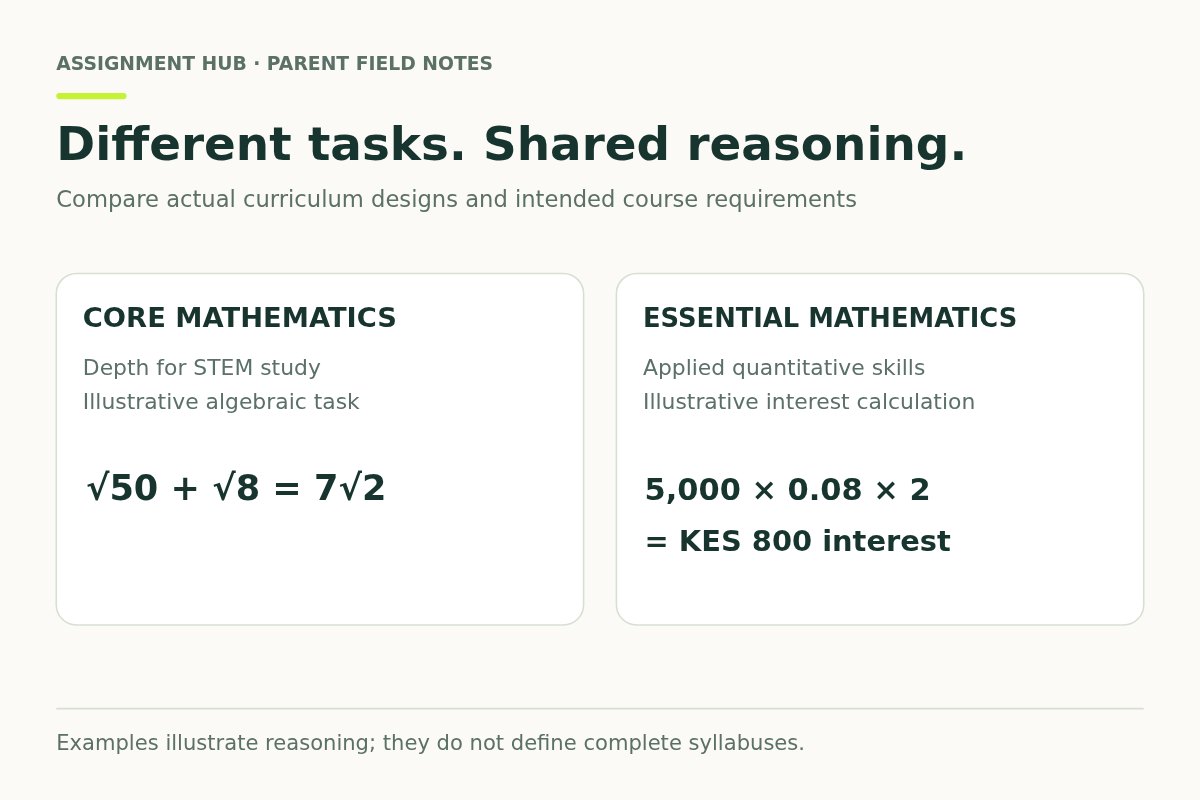 ASSIGNMENT HUB · PARENT FIELD NOTES
Different tasks. Shared reasoning.
Compare actual curriculum designs and intended course requirements
CORE MATHEMATICS
Depth for STEM study
Illustrative algebraic task
√50 + √8 = 7√2
ESSENTIAL MATHEMATICS
Applied quantitative skills
Illustrative interest calculation
5,000 × 0.08 × 2
= KES 800 interest
Examples illustrate reasoning; they do not define complete syllabuses.